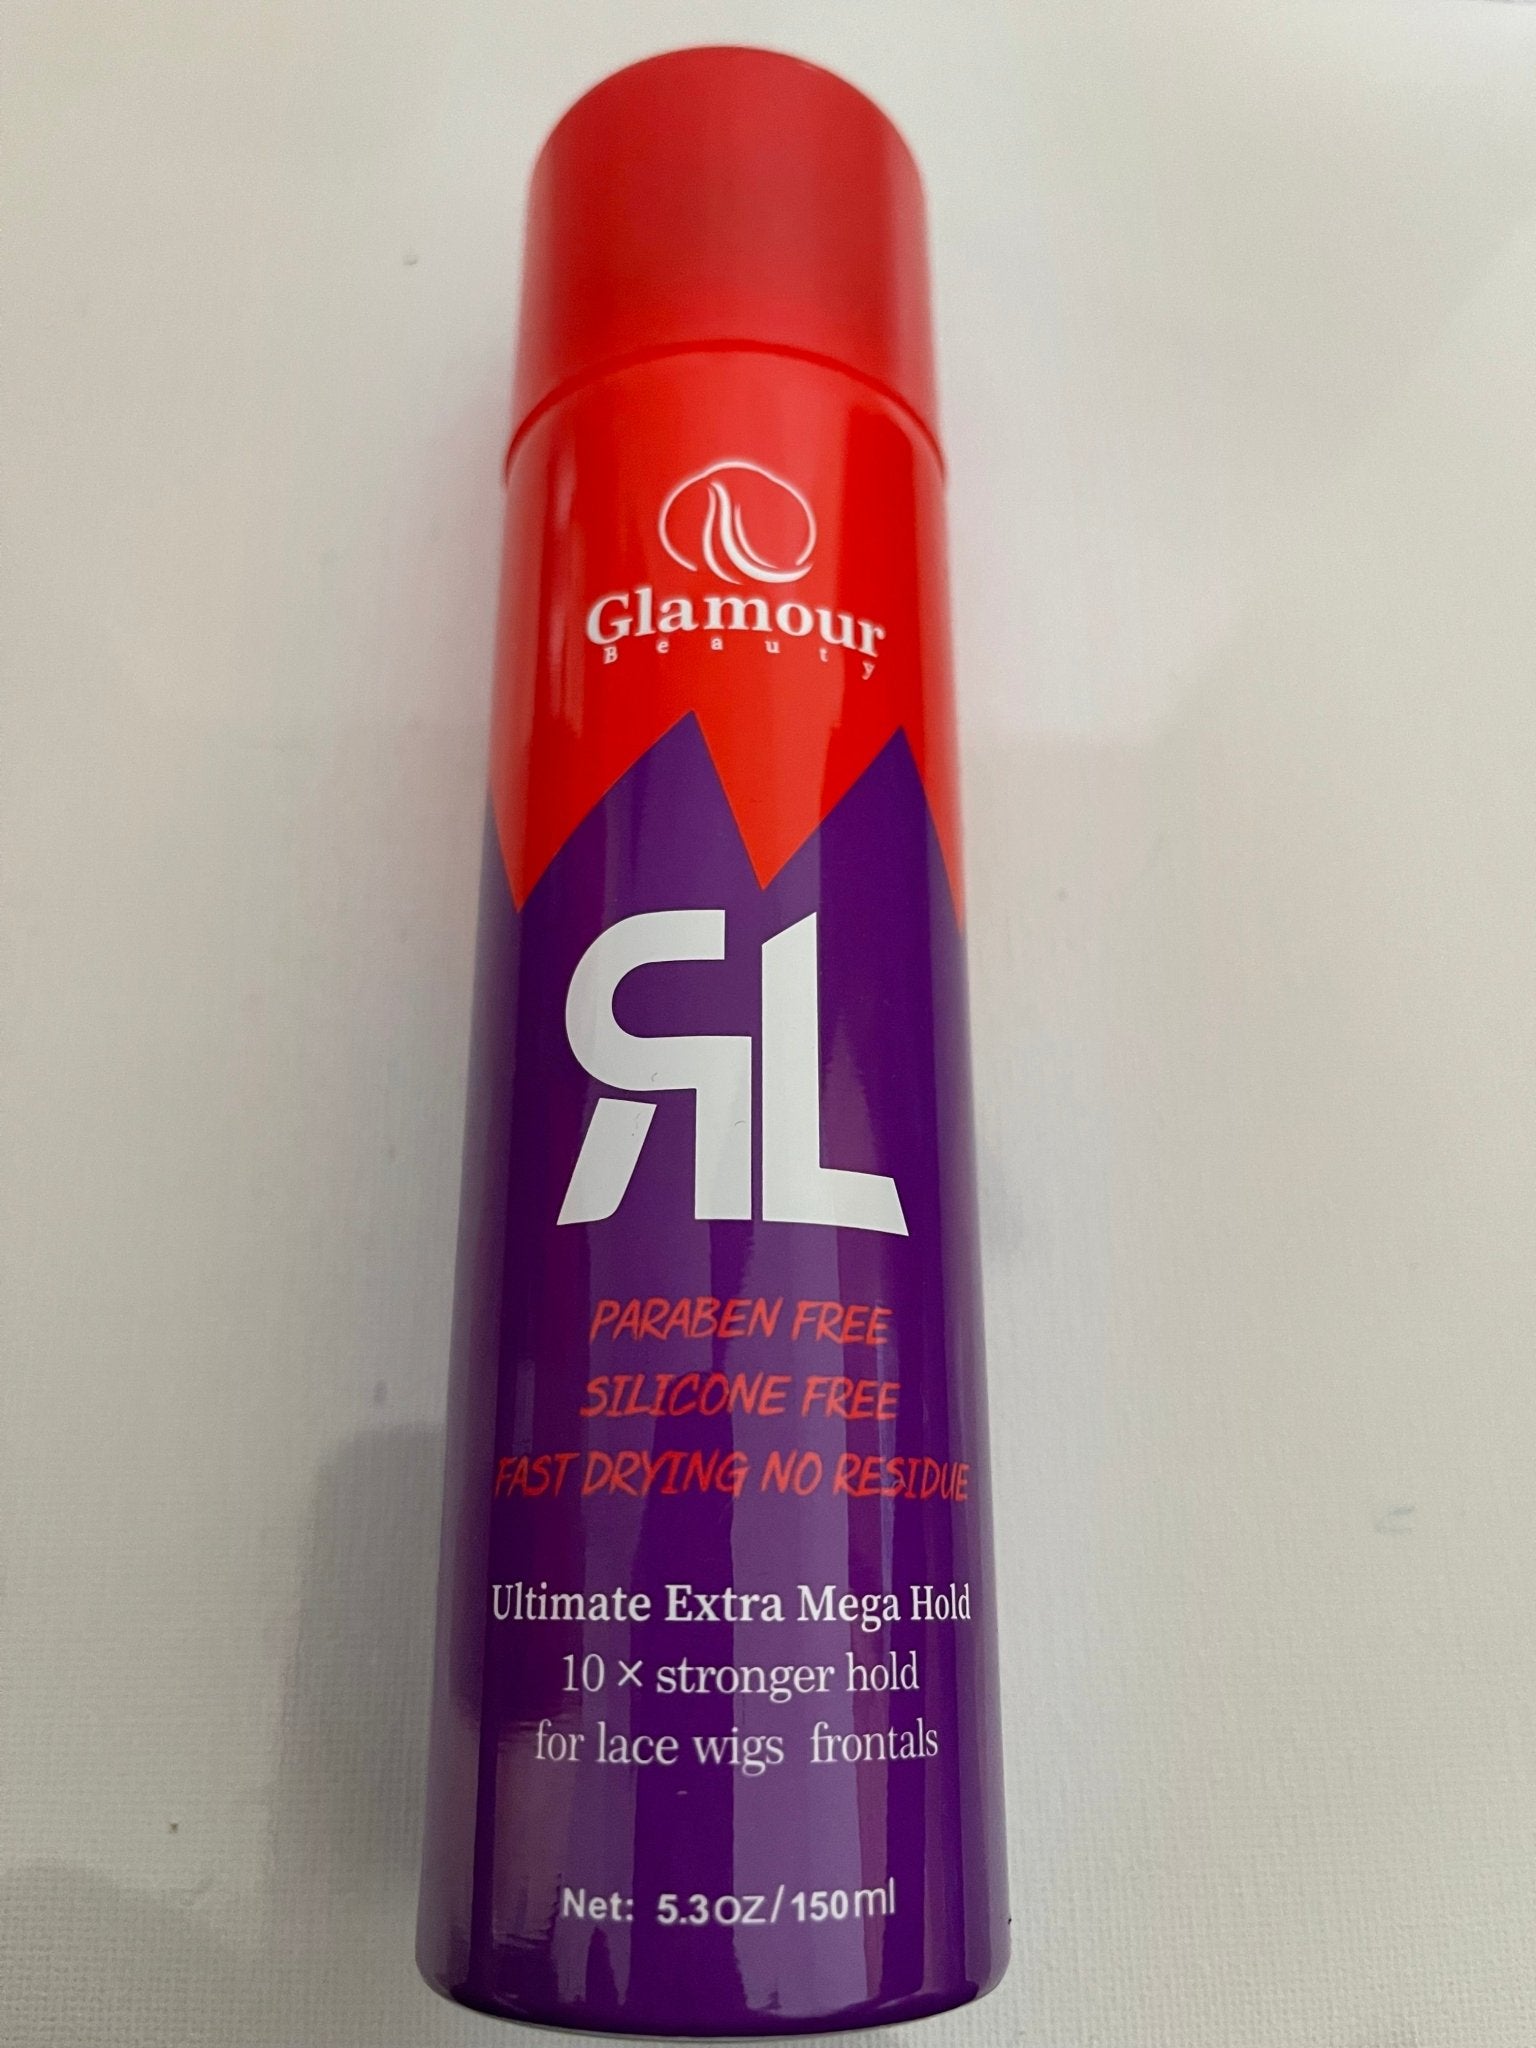 Glamour
Beauty
RL
PARABEN FREE
SILICONE FREE
FAST DRYING NO RESIDUE
Ultimate Extra Mega Hold
10 × stronger hold
for lace wigs frontals
Net: 5.3OZ/150ml